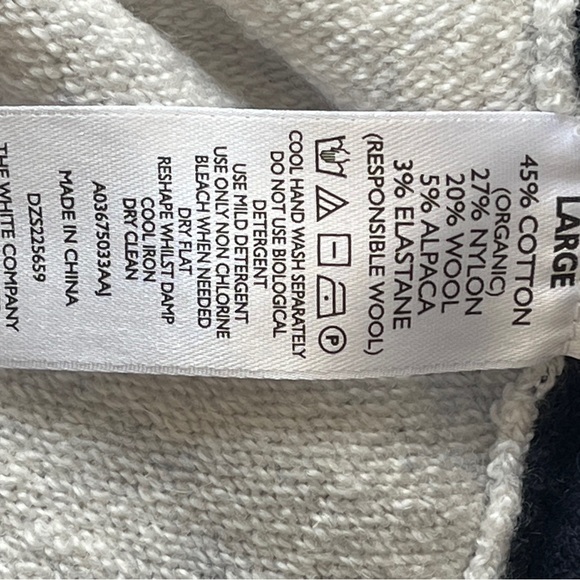 LARGE
45% COTTON
(ORGANIC)
27% NYLON
20% WOOL
5% ALPACA
3% ELASTANE
(RESPONSIBLE WOOL)
P
COOL HAND WASH SEPARATELY
DO NOT USE BIOLOGICAL
DETERGENT
USE MILD DETERGENT
USE ONLY NON CHLORINE
BLEACH WHEN NEEDED
DRY FLAT
RESHAPE WHILST DAMP
COOL IRON
DRY CLEAN
A03675033AAJ
MADE IN CHINA
DZS225659
THE WHITE COMPANY